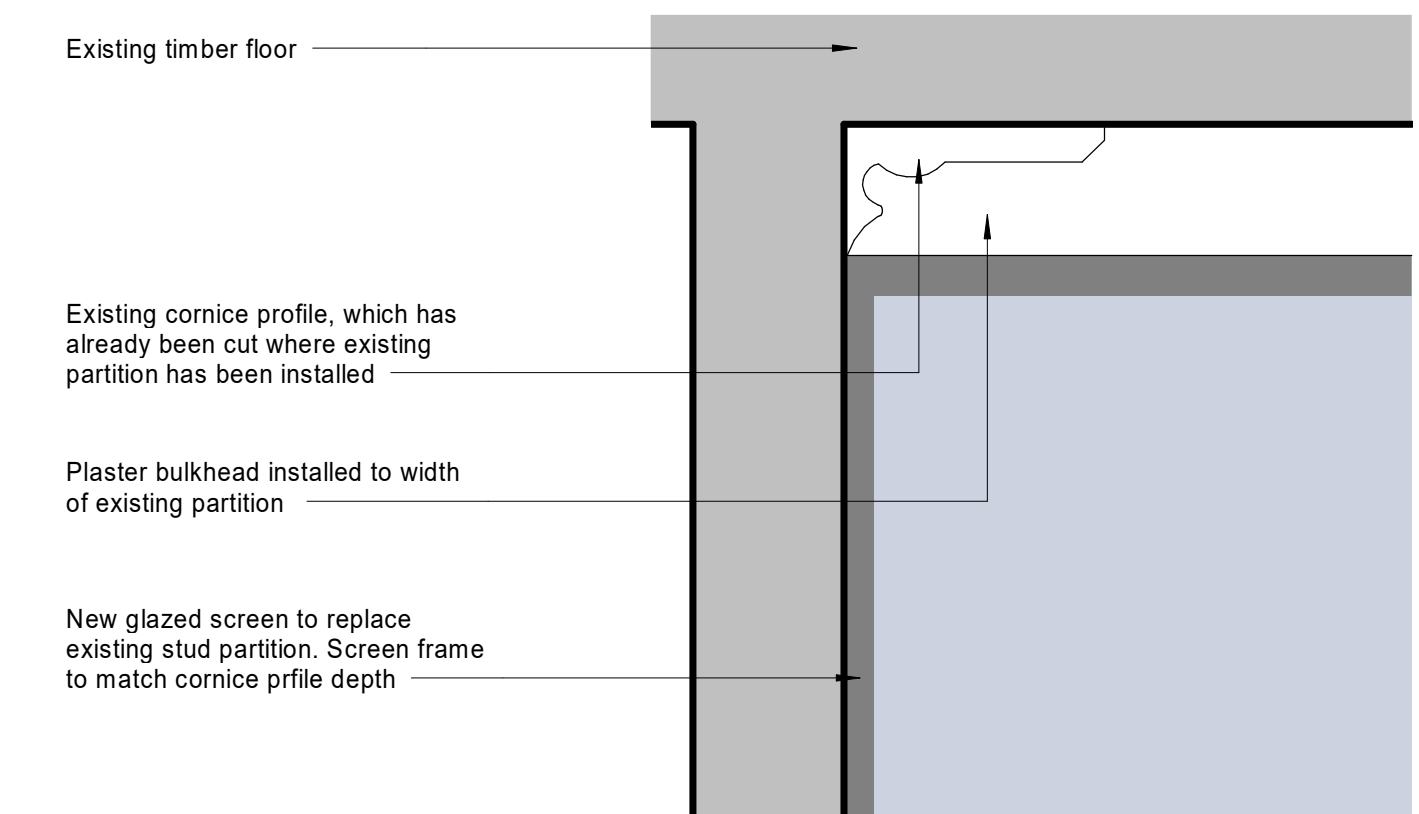 Existing timber floor
Existing cornice profile, which has
already been cut where existing
partition has been installed
Plaster bulkhead installed to width
of existing partition
New glazed screen to replace
existing stud partition. Screen frame
to match cornice prfile depth